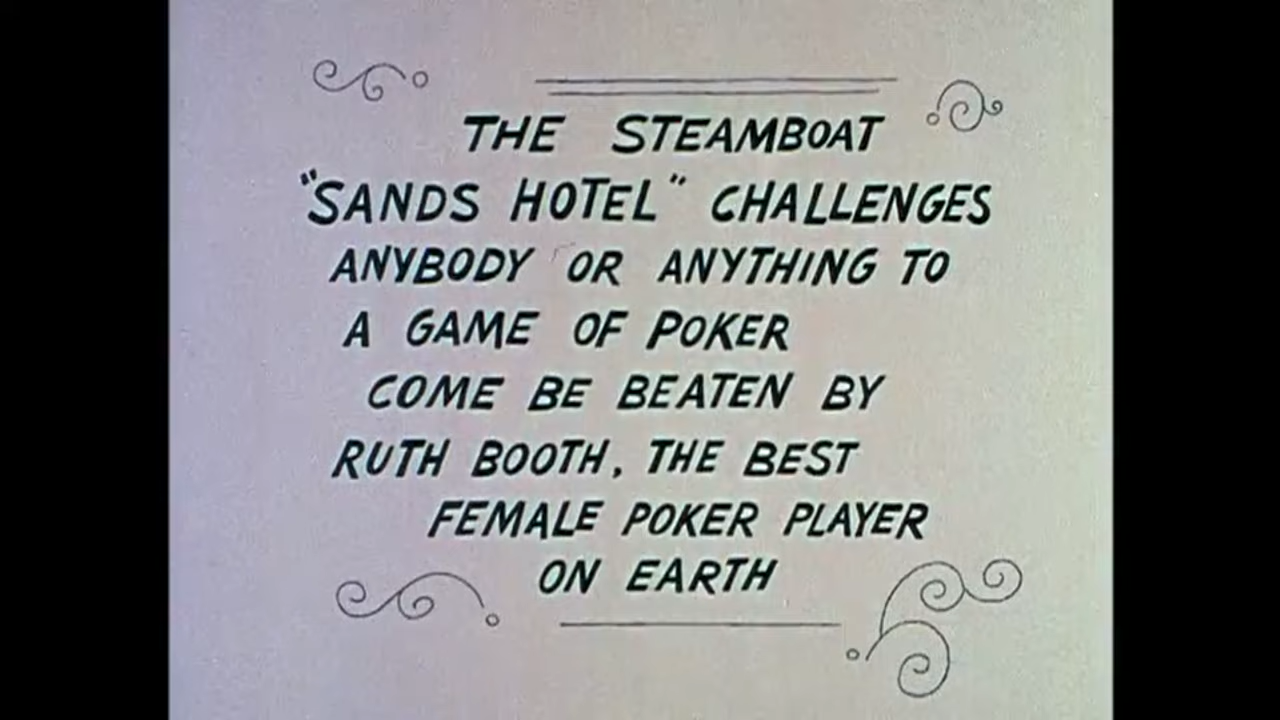 THE STEAMBOAT
"SANDS HOTEL" CHALLENGES
ANYBODY OR ANYTHING TO
A GAME OF POKER
COME BE BEATEN BY
RUTH BOOTH, THE BEST
FEMALE POKER PLAYER
ON EARTH